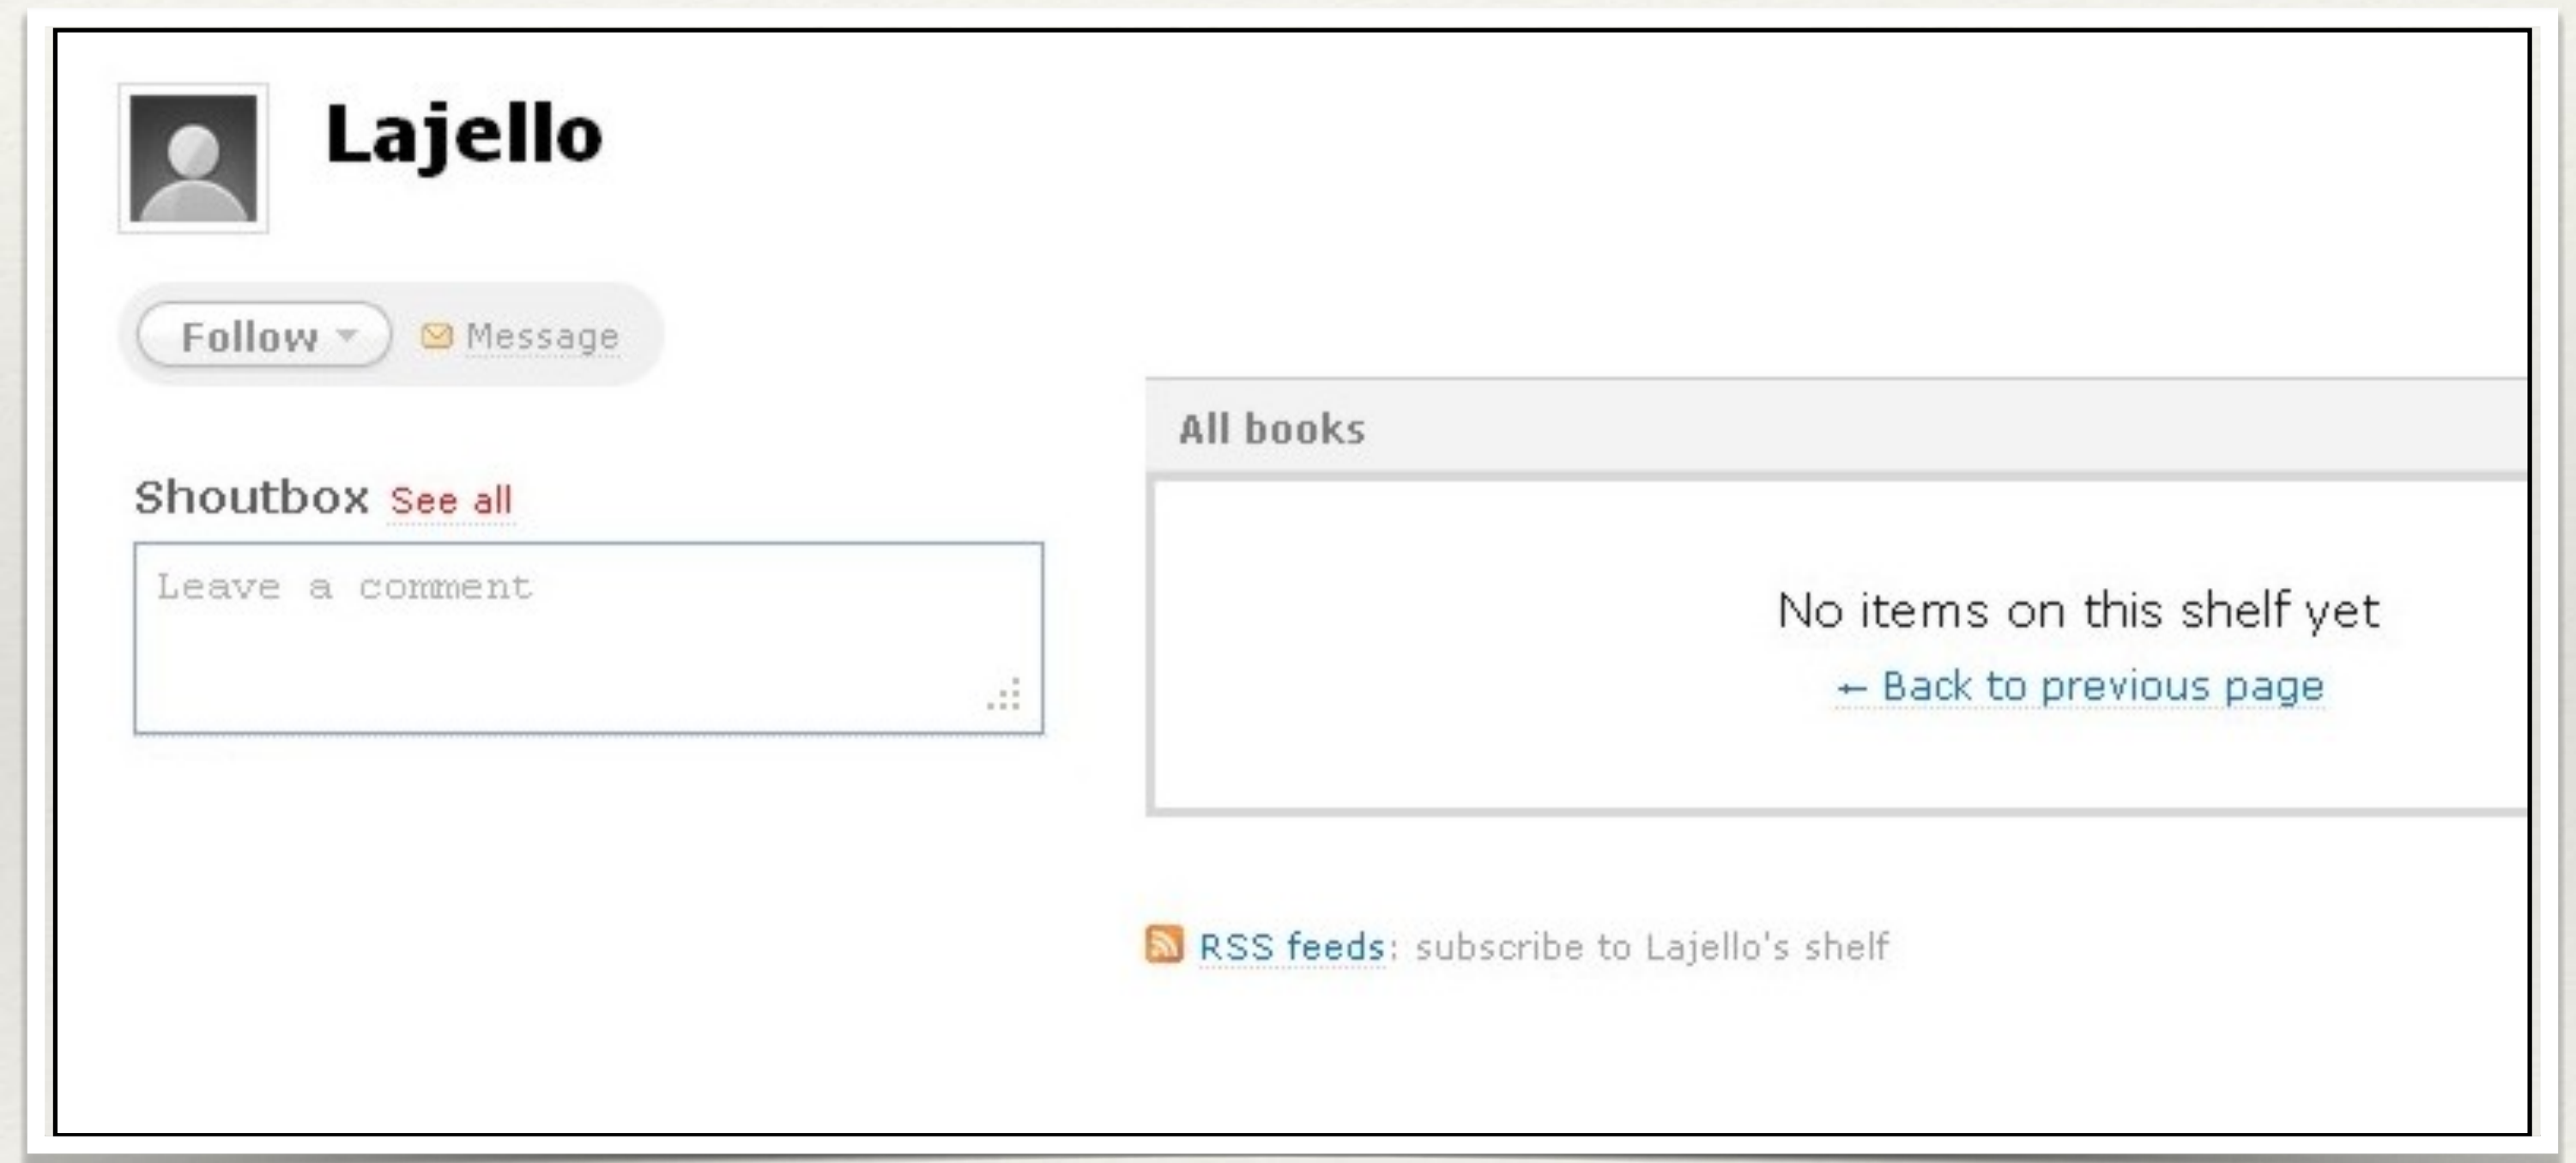 Lajello
Follow
Message
Shoutbox See all
Leave a comment
All books
No items on this shelf yet
← Back to previous page
RSS feeds: subscribe to Lajello's shelf